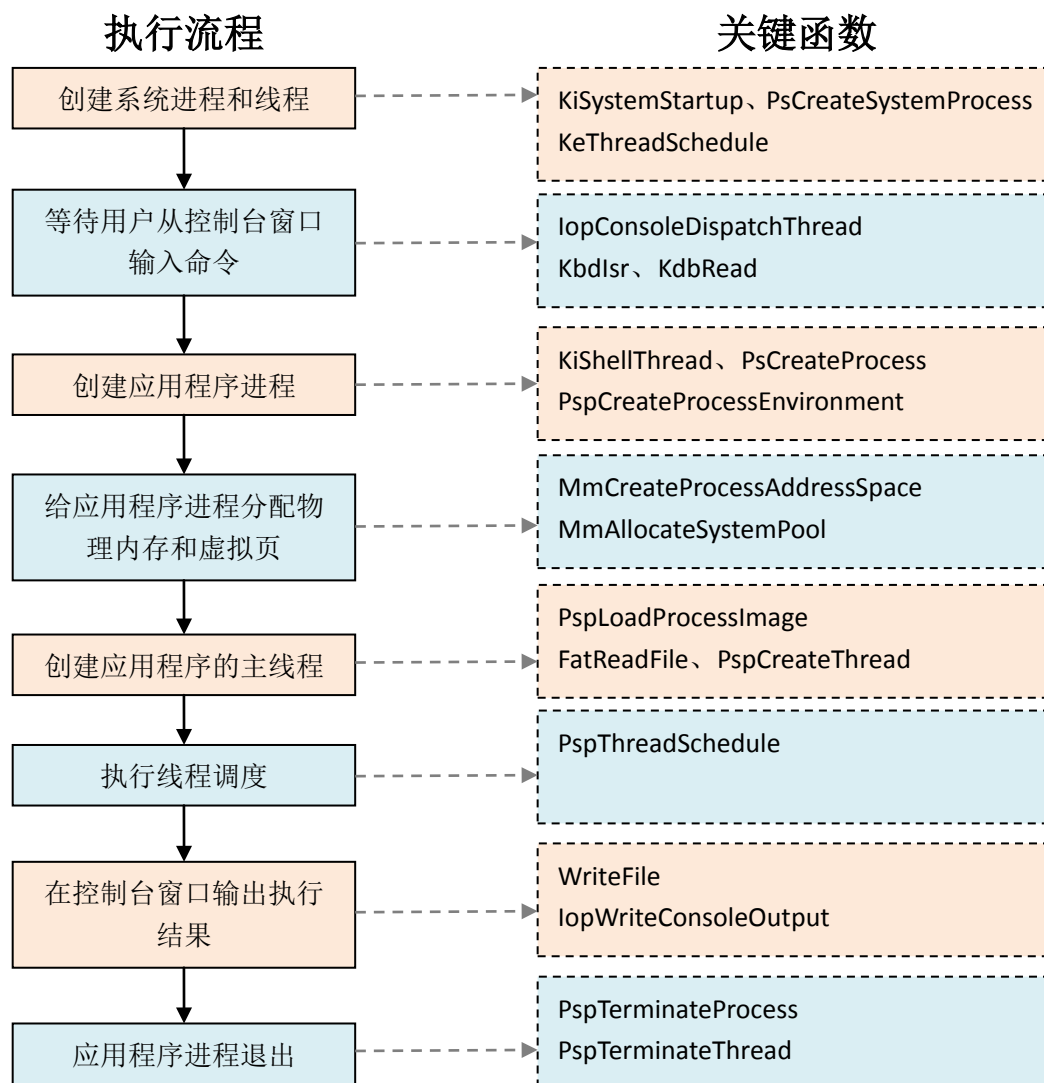 执行流程
关键函数
创建系统进程和线程
KiSystemStartup、PsCreateSystemProcess
KeThreadSchedule
等待用户从控制台窗口
输入命令
IopConsoleDispatchThread
KbdIsr、KdbRead
创建应用程序进程
KiShellThread、PsCreateProcess
PspCreateProcessEnvironment
给应用程序进程分配物
理内存和虚拟页
MmCreateProcessAddressSpace
MmAllocateSystemPool
创建应用程序的主线程
PspLoadProcessImage
FatReadFile、PspCreateThread
执行线程调度
PspThreadSchedule
在控制台窗口输出执行
结果
WriteFile
IopWriteConsoleOutput
应用程序进程退出
PspTerminateProcess
PspTerminateThread